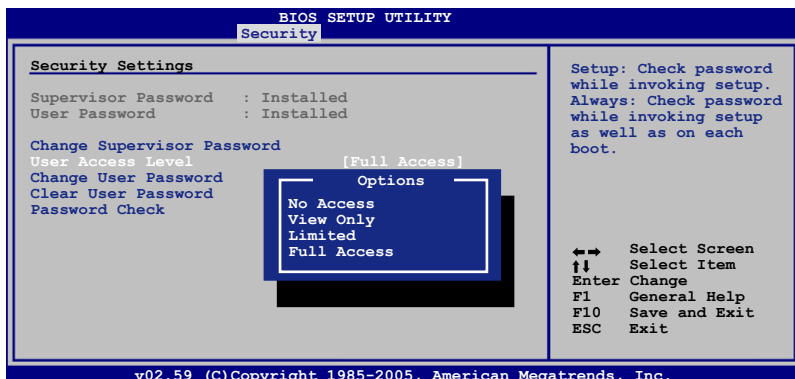 BIOS SETUP UTILITY
Security
Security Settings
Supervisor Password : Installed
User Password : Installed
Change Supervisor Password
User Access Level [Full Access]
Change User Password
Clear User Password
Password Check
Options
No Access
View Only
Limited
Full Access
Setup: Check password
while invoking setup.
Always: Check password
while invoking setup
as well as on each
boot.
←→ Select Screen
↑↓ Select Item
Enter Change
F1 General Help
F10 Save and Exit
ESC Exit
v02.59 (C)Copyright 1985-2005, American Megatrends, Inc.